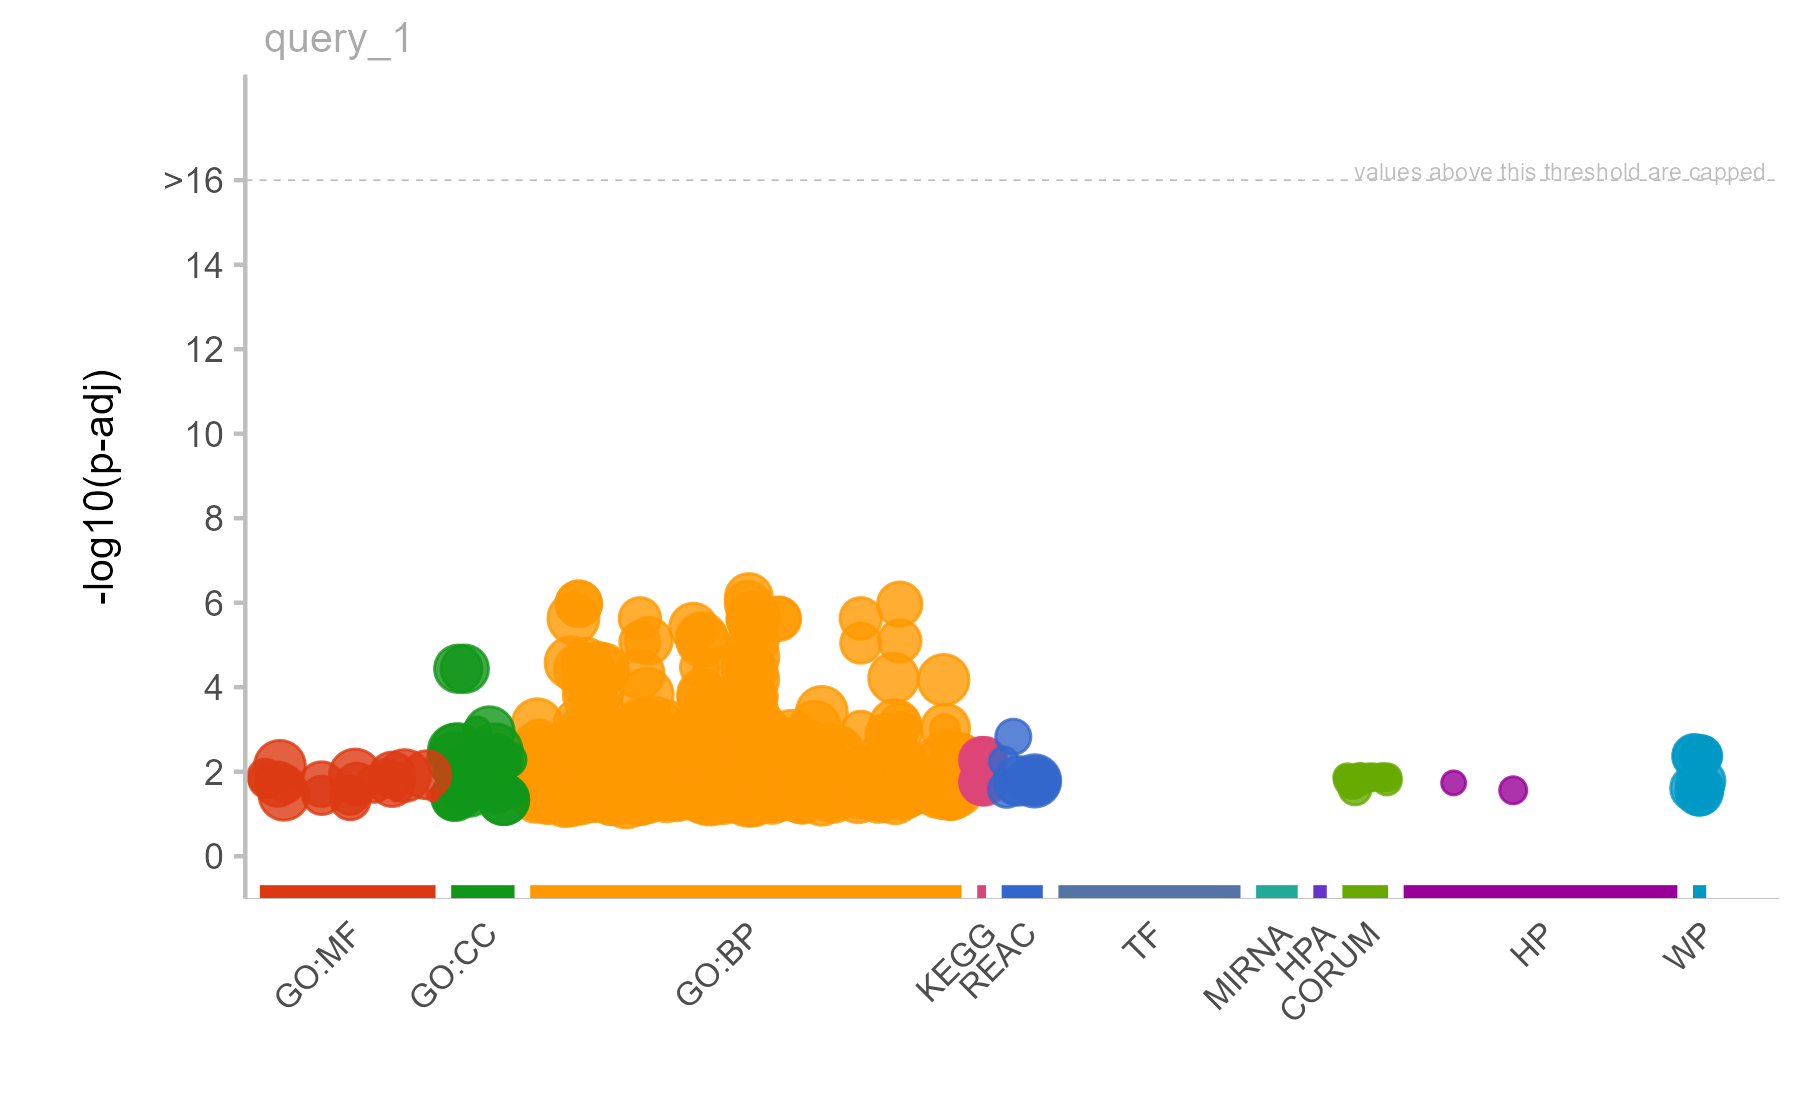 query_1
values above this threshold are capped
>16
14
12
10
8
6
4
2
0
-log10(p-adj)
GO:MF
GO:CC
GO:BP
KEGG
REAC
TF
MIRNA
HPA
CORUM
HP
WP